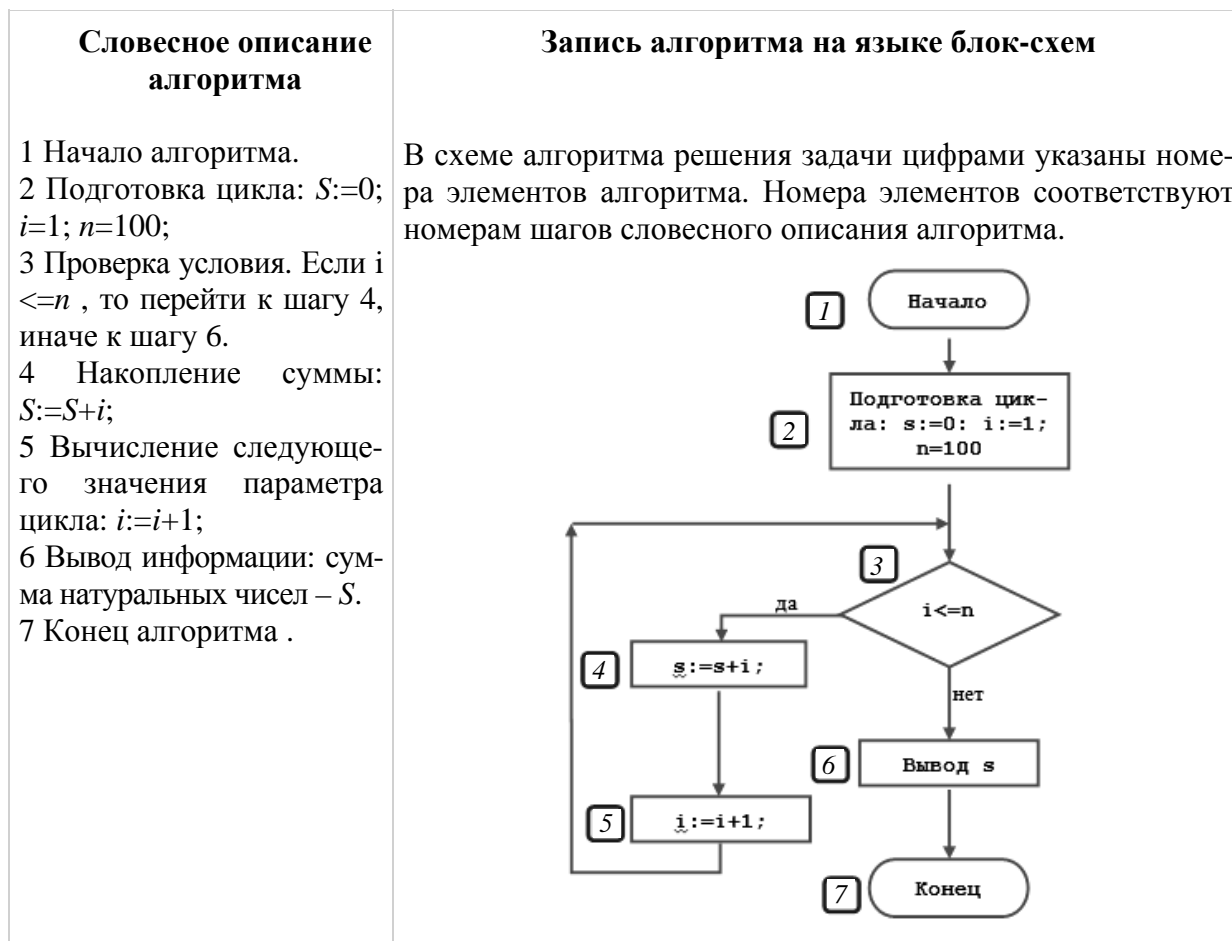 Словесное описание
алгоритма
1 Начало алгоритма.
2 Подготовка цикла: S:=0;
i=1; n=100;
3 Проверка условия. Если i
<=n , то перейти к шагу 4,
иначе к шагу 6.
4 Накопление суммы:
S:=S+i;
5 Вычисление следующе-
го значения параметра
цикла: i:=i+1;
6 Вывод информации: сум-
ма натуральных чисел – S.
7 Конец алгоритма .
Запись алгоритма на языке блок-схем
В схеме алгоритма решения задачи цифрами указаны номе-
ра элементов алгоритма. Номера элементов соответствуют
номерам шагов словесного описания алгоритма.
1
Начало
2
Подготовка цик-
ла: s:=0: i:=1;
n=100
3
i<=n
да
4
s:=s+i;
нет
6
Вывод s
5
i:=i+1;
7
Конец